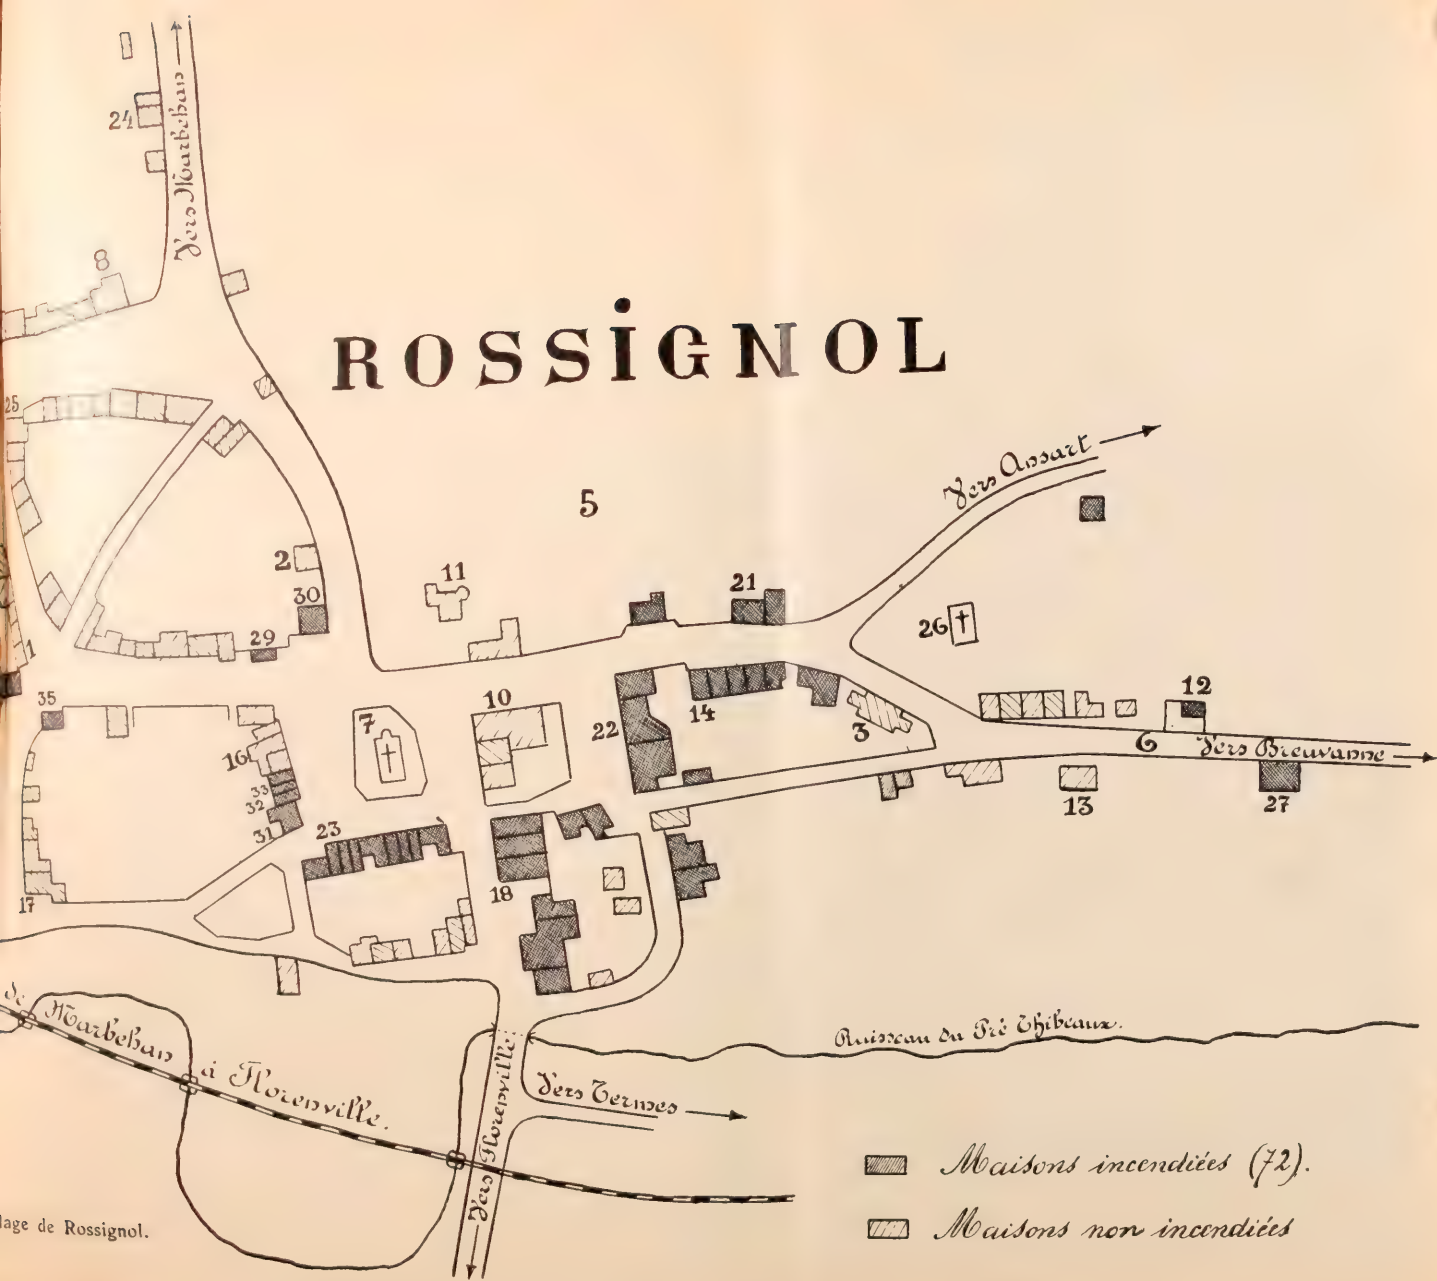 Vers Marbehan
24
8
ROSSIGNOL
25
5
Vers Ansart
2
11
30
21
26
29
1
35
10
12
7
22
14
16
3
6
Vers Breuvanne
33
32
31
23
13
27
18
17
de Marbehan à Florenville.
Ruisseau du Pré Thibeaux.
Vers Florenville.
Vers Termes
Maisons incendiées (72).
lage de Rossignol.
Maisons non incendiées